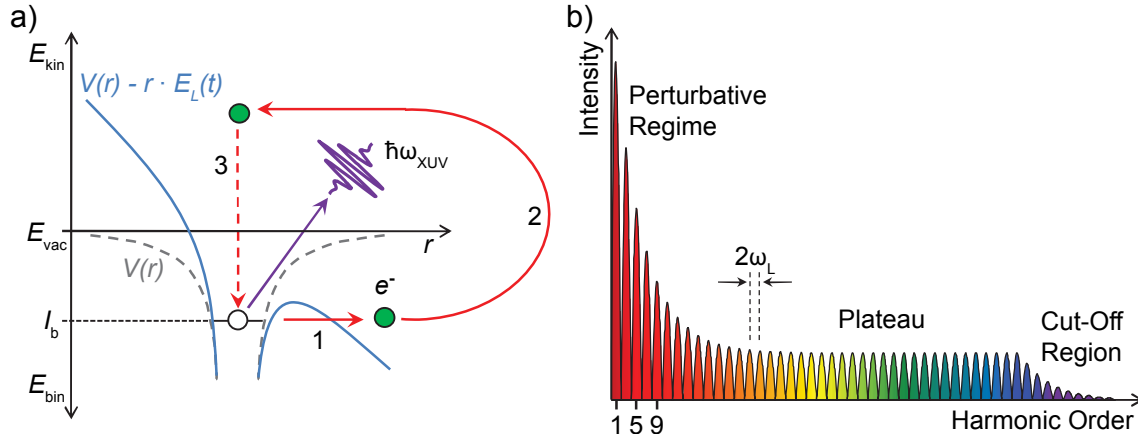 a)
E_kin
V(r) - r · E_L(t)
3
ħω_XUV
2
E_vac
r
V(r)
e⁻
I_b
1
E_bin
b)
Intensity
Perturbative
Regime
2ω_L
Plateau
Cut-Off
Region
1 5 9
Harmonic Order